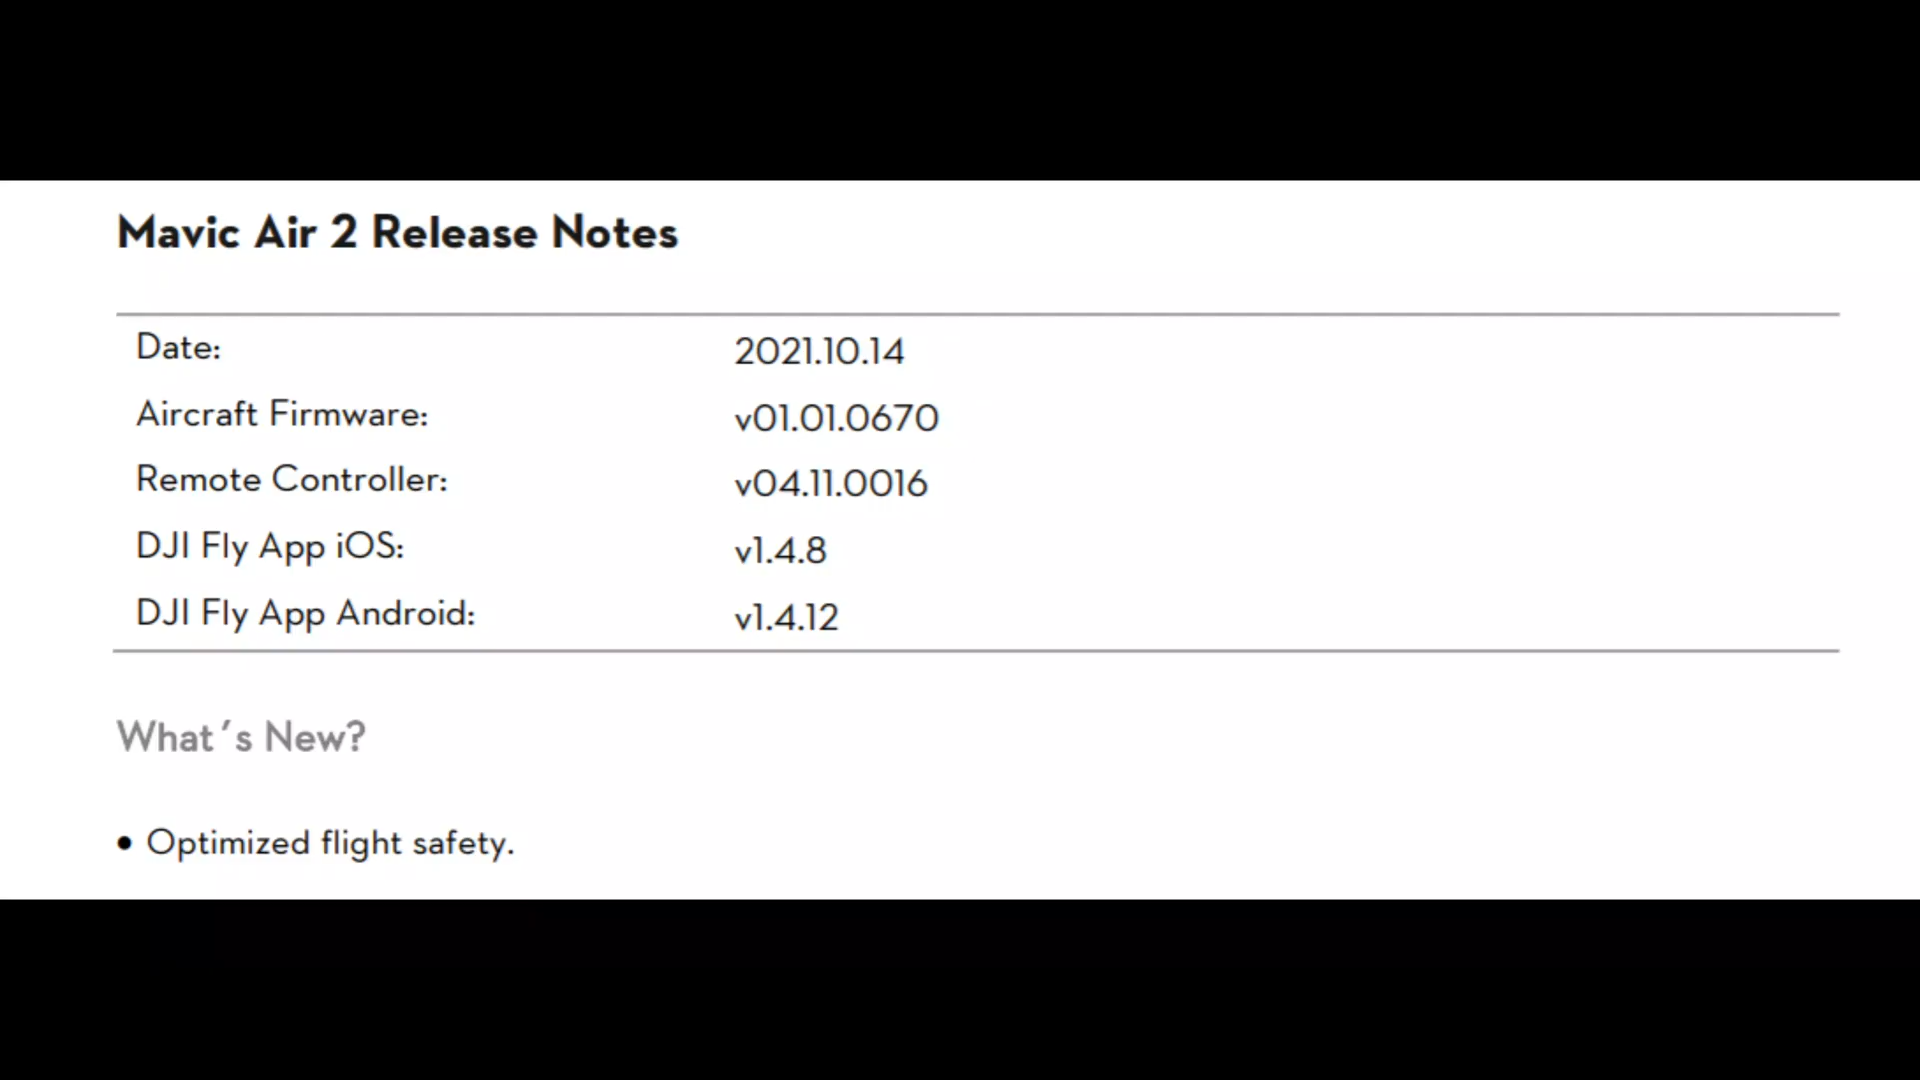 Mavic Air 2 Release Notes
Date: 2021.10.14
Aircraft Firmware: v01.01.0670
Remote Controller: v04.11.0016
DJI Fly App iOS: v1.4.8
DJI Fly App Android: v1.4.12
What´s New?
• Optimized flight safety.